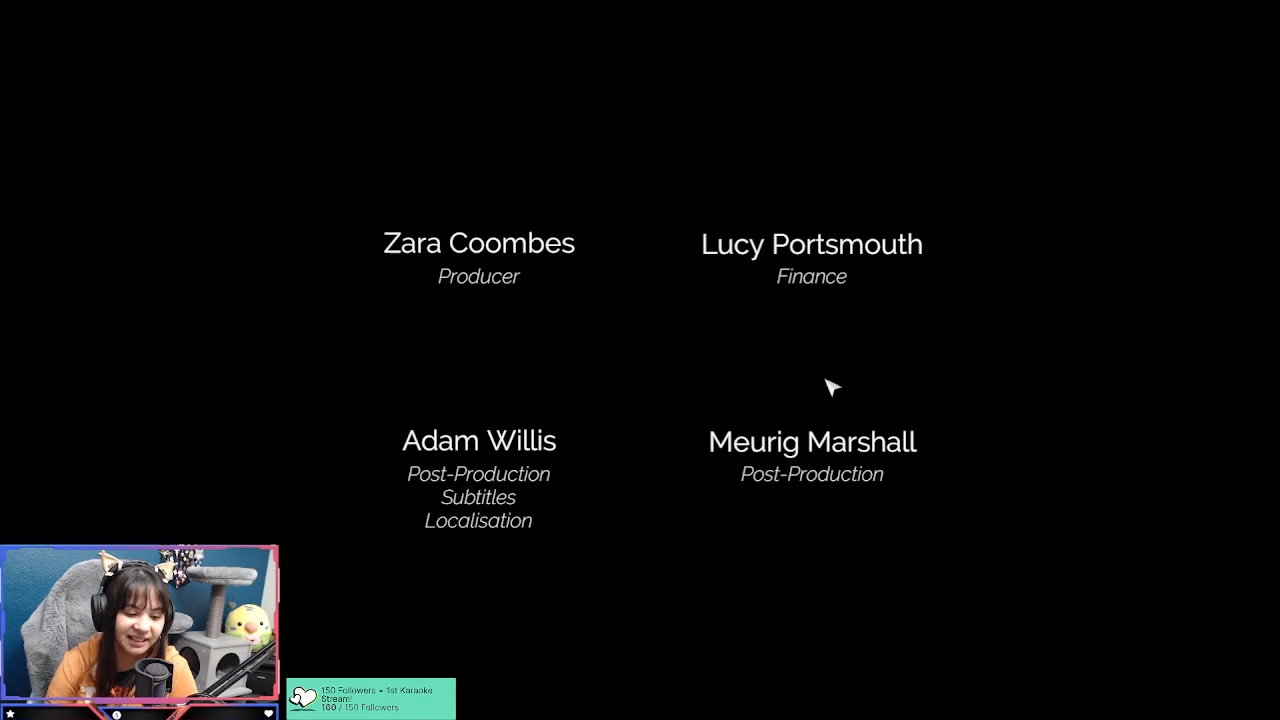 Zara Coombes
Producer
Lucy Portsmouth
Finance
Adam Willis
Post-Production
Subtitles
Localisation
Meurig Marshall
Post-Production
150 Followers = 1st Karaoke
Stream!
160 / 150 Followers